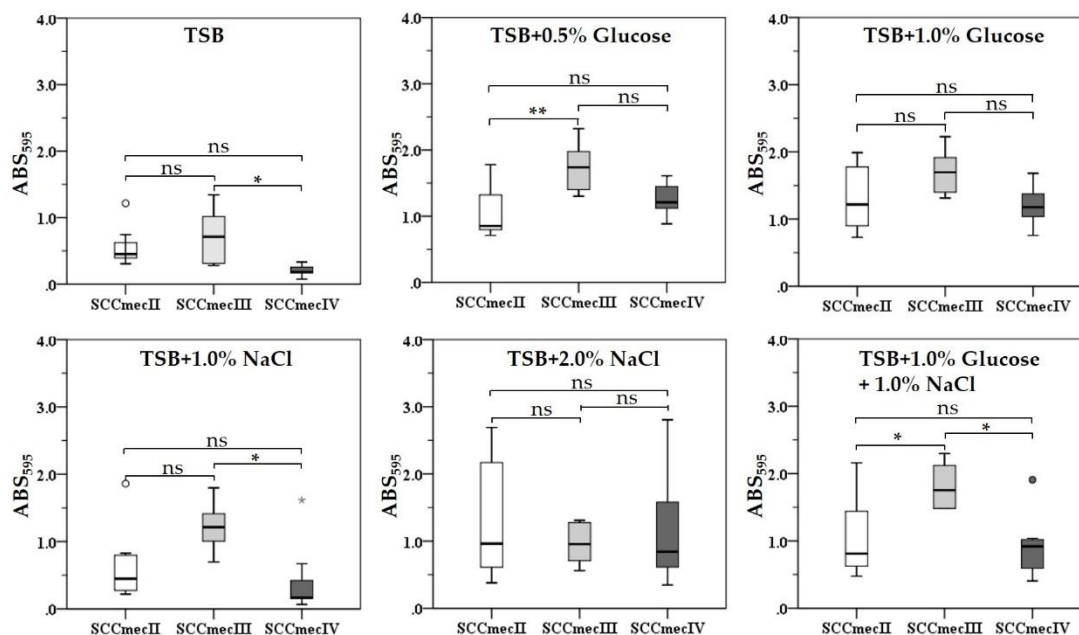 TSB
ABS595
4.0
3.0
2.0
1.0
.0
ns
ns
*
SCCmecII
SCCmecIII
SCCmecIV
TSB+0.5% Glucose
ABS595
4.0
3.0
2.0
1.0
.0
ns
**
ns
SCCmecII
SCCmecIII
SCCmecIV
TSB+1.0% Glucose
ABS595
4.0
3.0
2.0
1.0
.0
ns
ns
ns
SCCmecII
SCCmecIII
SCCmecIV
TSB+1.0% NaCl
ABS595
4.0
3.0
2.0
1.0
.0
ns
ns
*
SCCmecII
SCCmecIII
SCCmecIV
TSB+2.0% NaCl
ABS595
4.0
3.0
2.0
1.0
.0
ns
ns
ns
SCCmecII
SCCmecIII
SCCmecIV
TSB+1.0% Glucose
+ 1.0% NaCl
ABS595
4.0
3.0
2.0
1.0
.0
ns
*
*
SCCmecII
SCCmecIII
SCCmecIV